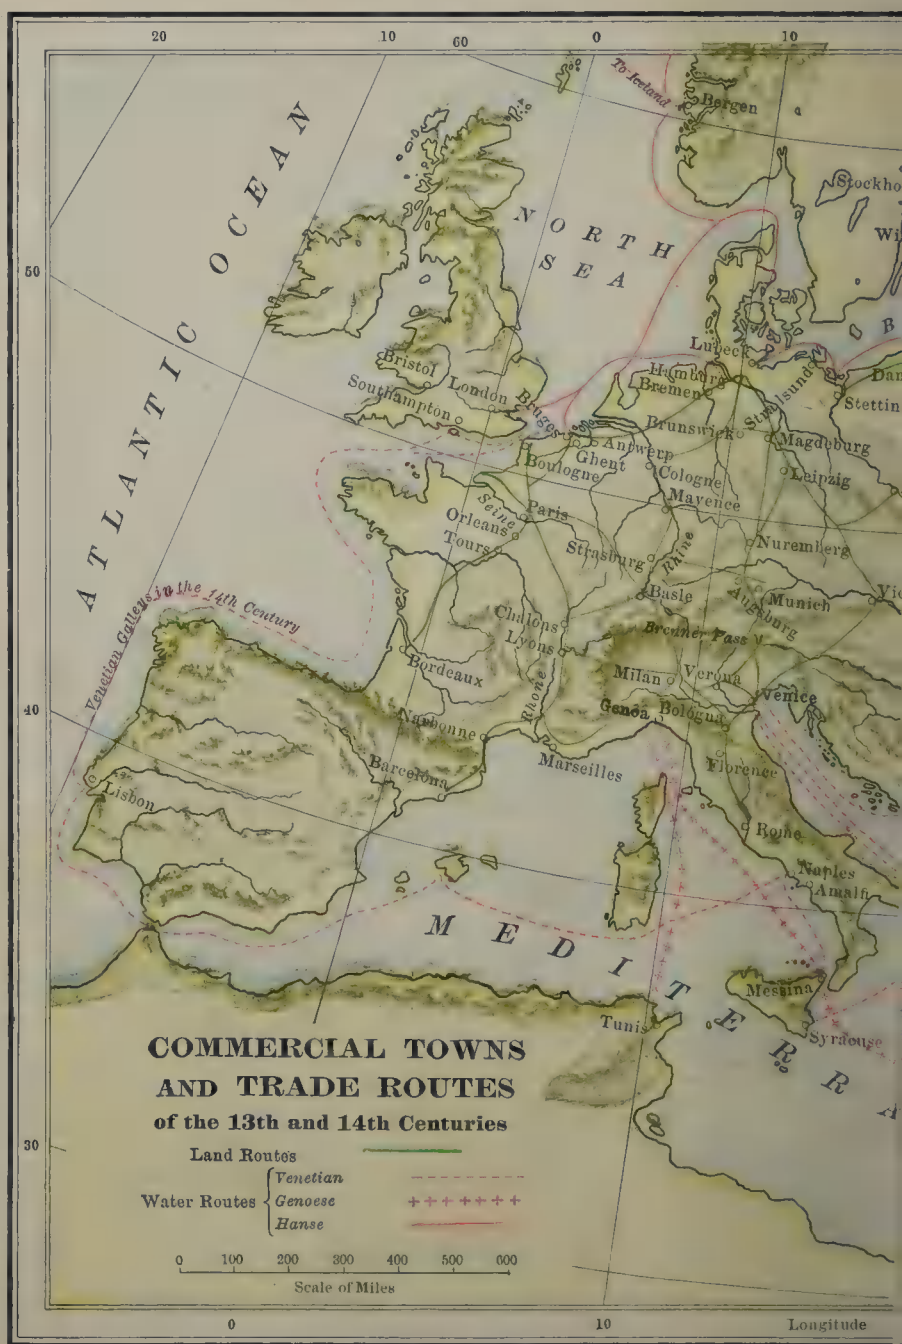 20
10
60
0
10
To Iceland
Bergen
Stockho
ATLANTIC OCEAN
NORTH
SEA
Wi
50
B
Lubeck
Bristol
Hamburg
Dan
Southampton
London
Bruges
Bremen
Stralsund
Stettin
Brunswick
Magdeburg
Antwerp
Ghent
Boulogne
Cologne
Leipzig
Mayence
Seine
Paris
Orleans
Tours
Strasburg
Rhine
Nuremberg
Venetian Galleys in the 14th Century
Basle
Augsburg
Munich
Vie
Chalons
Lyons
Brenner Pass
Bordeaux
Milan
Verona
Venice
40
Rhone
Genoa
Bologna
Narbonne
Marseilles
Florence
Barcelona
Lisbon
Rome
Naples
Amalfi
MEDITERRA
Messina
Tunis
Syracuse
COMMERCIAL TOWNS
AND TRADE ROUTES
of the 13th and 14th Centuries
30
Land Routes
Water Routes
Venetian
Genoese
Hanse
0 100 200 300 400 500 600
Scale of Miles
0
10
Longitude